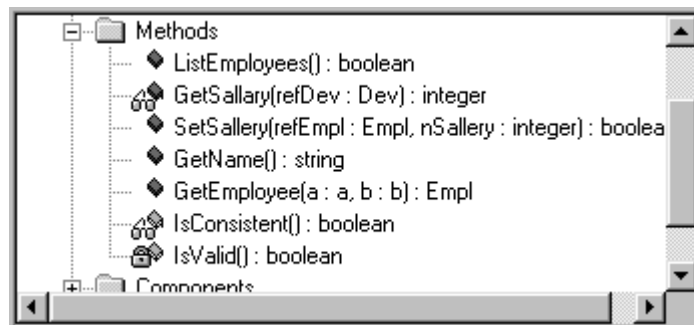 Methods
ListEmployees() : boolean
GetSallary(refDev : Dev) : integer
SetSallery(refEmpl : Empl, nSallery : integer) : boolea
GetName() : string
GetEmployee(a : a, b : b) : Empl
IsConsistent() : boolean
IsValid() : boolean
Components